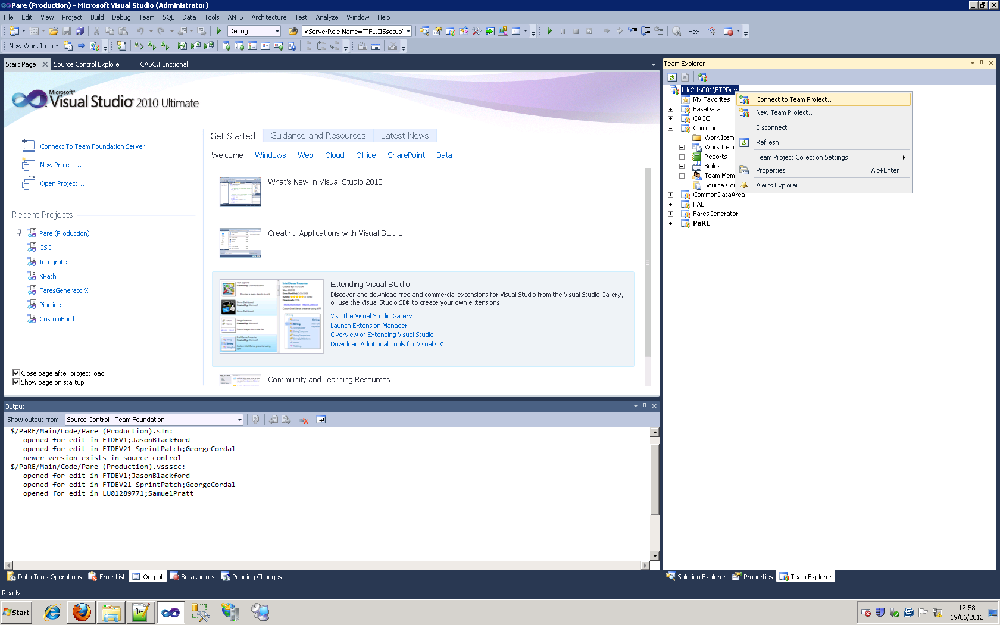 Pare (Production) - Microsoft Visual Studio (Administrator)
File Edit View Project Build Debug Team SQL Data Tools ANTS Architecture Test Analyze Window Help
Debug <ServerRole Name="TFL.IISsetup" Hex
New Work Item
Start Page Source Control Explorer CASC.Functional
Microsoft®
Visual Studio® 2010 Ultimate
Connect To Team Foundation Server
New Project...
Open Project...
Recent Projects
Pare (Production)
CSC
Integrate
XPath
FaresGeneratorX
Pipeline
CustomBuild
Close page after project load
Show page on startup
Get Started Guidance and Resources Latest News
Welcome Windows Web Cloud Office SharePoint Data
What's New in Visual Studio 2010
Creating Applications with Visual Studio
Extending Visual Studio
Discover and download free and commercial extensions for Visual Studio from the Visual Studio Gallery,
or use the Visual Studio SDK to create your own extensions.
Visit the Visual Studio Gallery
Launch Extension Manager
Overview of Extending Visual Studio
Download Additional Tools for Visual C#
Community and Learning Resources
Team Explorer
tdc2tfs001\FTPDev
My Favorites
BaseData
CACC
Common
Work Item
Work Item
Reports
Builds
Team Mem
Source Co
CommonDataArea
FAE
FaresGenerator
PaRE
Connect to Team Project...
New Team Project...
Disconnect
Refresh
Team Project Collection Settings
Properties Alt+Enter
Alerts Explorer
Output
Show output from: Source Control - Team Foundation
$/PaRE/Main/Code/Pare (Production).sln:
opened for edit in FTDEV1;JasonBlackford
opened for edit in FTDEV21_SprintPatch;GeorgeCordal
newer version exists in source control
$/PaRE/Main/Code/Pare (Production).vssscc:
opened for edit in FTDEV1;JasonBlackford
opened for edit in FTDEV21_SprintPatch;GeorgeCordal
opened for edit in LU01289771;SamuelPratt
Data Tools Operations Error List Output Breakpoints Pending Changes
Solution Explorer Properties Team Explorer
Ready
Start
12:58
19/06/2012